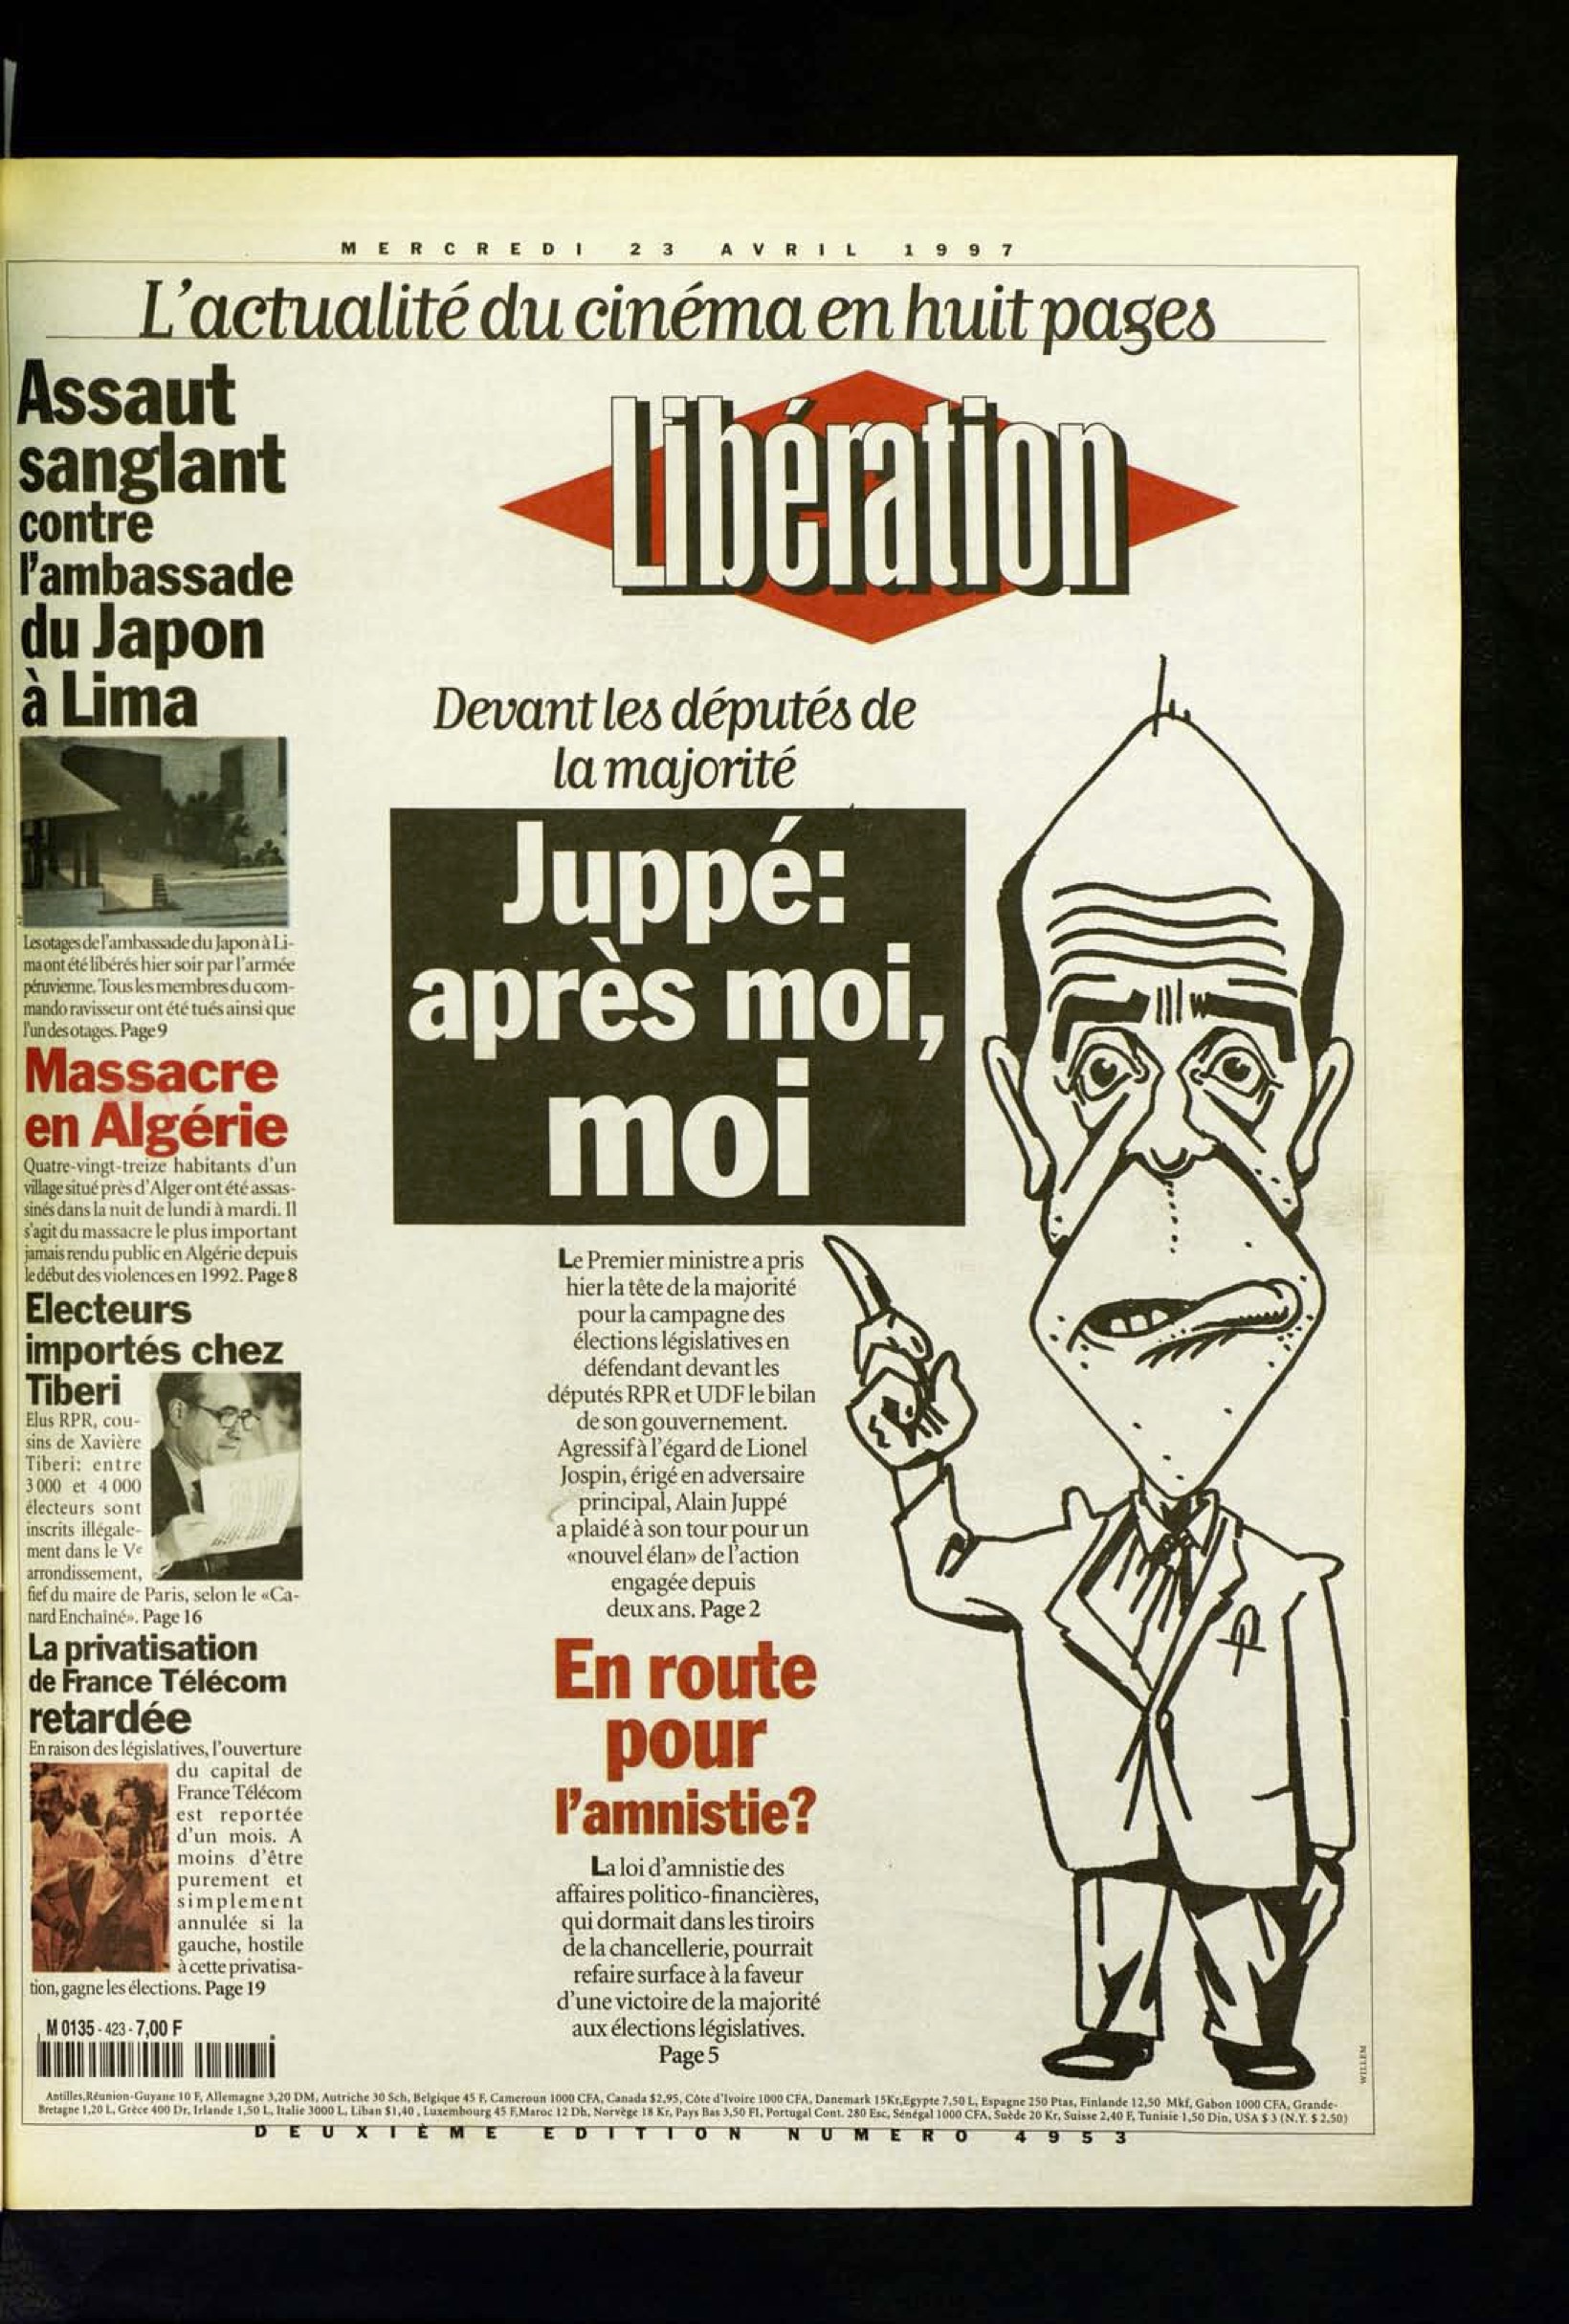 MERCREDI 23 AVRIL 1997
L'actualité du cinéma en huit pages
Assaut
sanglant
contre
l'ambassade
du Japon
à Lima
Les otages de l'ambassade du Japon à Li-
ma ont été libérés hier soir par l'armée
péruvienne. Tous les membres du com-
mando ravisseur ont été tués ainsi que
l'un des otages. Page 9
Massacre
en Algérie
Quatre-vingt-treize habitants d'un
village situé près d'Alger ont été assas-
sinés dans la nuit de lundi à mardi. Il
s'agit du massacre le plus important
jamais rendu public en Algérie depuis
le début des violences en 1992. Page 8
Electeurs
importés chez
Tiberi
Elus RPR, cou-
sins de Xavière
Tiberi: entre
3 000 et 4 000
électeurs sont
inscrits illégale-
ment dans le Ve
arrondissement,
fief du maire de Paris, selon le «Ca-
nard Enchaîné». Page 16
La privatisation
de France Télécom
retardée
En raison des législatives, l'ouverture
du capital de
France Télécom
est reportée
d'un mois. A
moins d'être
purement et
simplement
annulée si la
gauche, hostile
à cette privatisa-
tion, gagne les élections. Page 19
M 0135 - 423 - 7,00 F
Libération
Devant les députés de
la majorité
Juppé:
après moi,
moi
Le Premier ministre a pris
hier la tête de la majorité
pour la campagne des
élections législatives en
défendant devant les
députés RPR et UDF le bilan
de son gouvernement.
Agressif à l'égard de Lionel
Jospin, érigé en adversaire
principal, Alain Juppé
a plaidé à son tour pour un
«nouvel élan» de l'action
engagée depuis
deux ans. Page 2
En route
pour
l'amnistie?
La loi d'amnistie des
affaires politico-financières,
qui dormait dans les tiroirs
de la chancellerie, pourrait
refaire surface à la faveur
d'une victoire de la majorité
aux élections législatives.
Page 5
WILLEM
Antilles,Réunion-Guyane 10 F, Allemagne 3,20 DM, Autriche 30 Sch, Belgique 45 F, Cameroun 1000 CFA, Canada $2,95, Côte d'Ivoire 1000 CFA, Danemark 15Kr,Egypte 7,50 L, Espagne 250 Ptas, Finlande 12,50 Mkf, Gabon 1000 CFA, Grande-
Bretagne 1,20 L, Grèce 400 Dr, Irlande 1,50 L, Italie 3000 L, Liban $1,40 , Luxembourg 45 F,Maroc 12 Dh, Norvège 18 Kr, Pays Bas 3,50 Fl, Portugal Cont. 280 Esc, Sénégal 1000 CFA, Suède 20 Kr, Suisse 2,40 F, Tunisie 1,50 Din, USA $ 3 (N.Y. $ 2,50)
DEUXIÈME EDITION NUMERO 4953